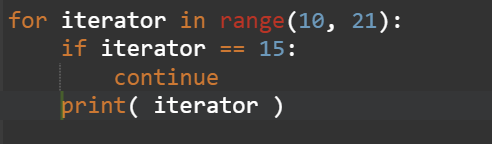 for iterator in range(10, 21):
    if iterator == 15:
        continue
    print( iterator )